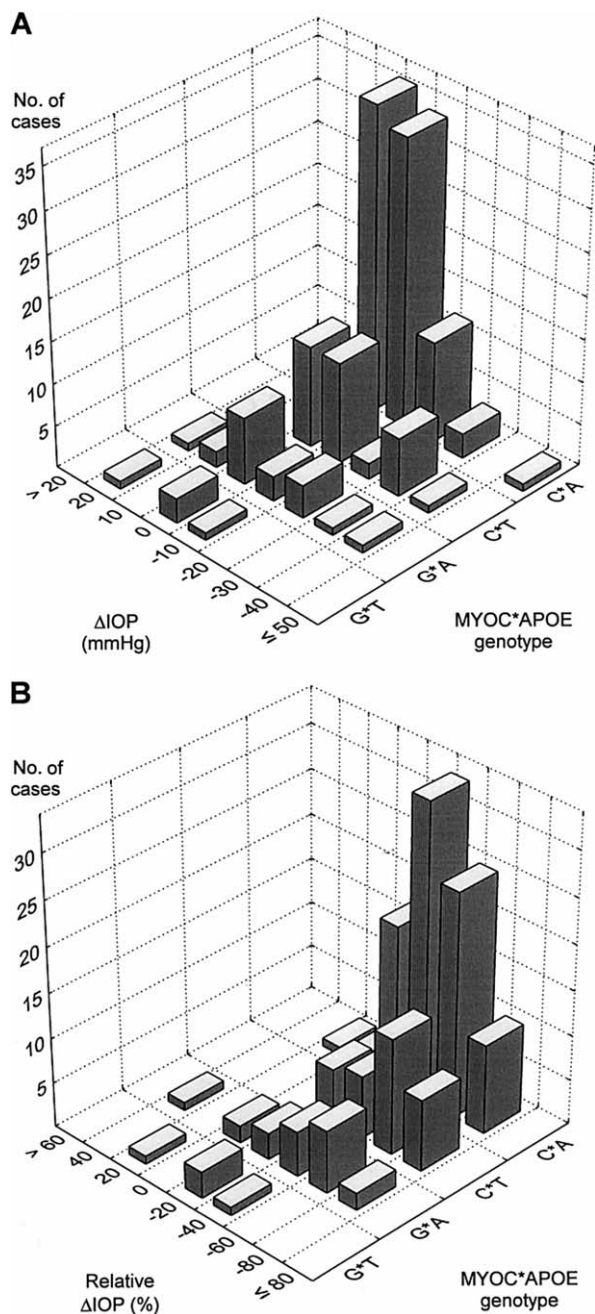 A
No. of
cases
35
30
25
20
15
10
5
> 20
20
10
0
-10
-20
-30
-40
≤ 50
G*T
G*A
C*T
C*A
ΔIOP
(mmHg)
MYOC*APOE
genotype
B
No. of
cases
30
25
20
15
10
5
> 60
40
20
0
-20
-40
-60
≤ 80
G*T
G*A
C*T
C*A
Relative
ΔIOP (%)
MYOC*APOE
genotype